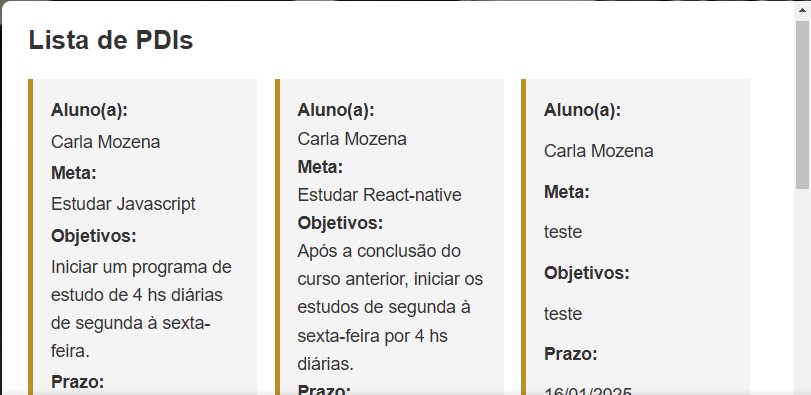 Lista de PDIs
Aluno(a):
Carla Mozena
Meta:
Estudar Javascript
Objetivos:
Iniciar um programa de
estudo de 4 hs diárias
de segunda à sexta-
feira.
Prazo:
Aluno(a):
Carla Mozena
Meta:
Estudar React-native
Objetivos:
Após a conclusão do
curso anterior, iniciar os
estudos de segunda à
sexta-feira por 4 hs
diárias.
Prazo:
Aluno(a):
Carla Mozena
Meta:
teste
Objetivos:
teste
Prazo:
16/01/2025